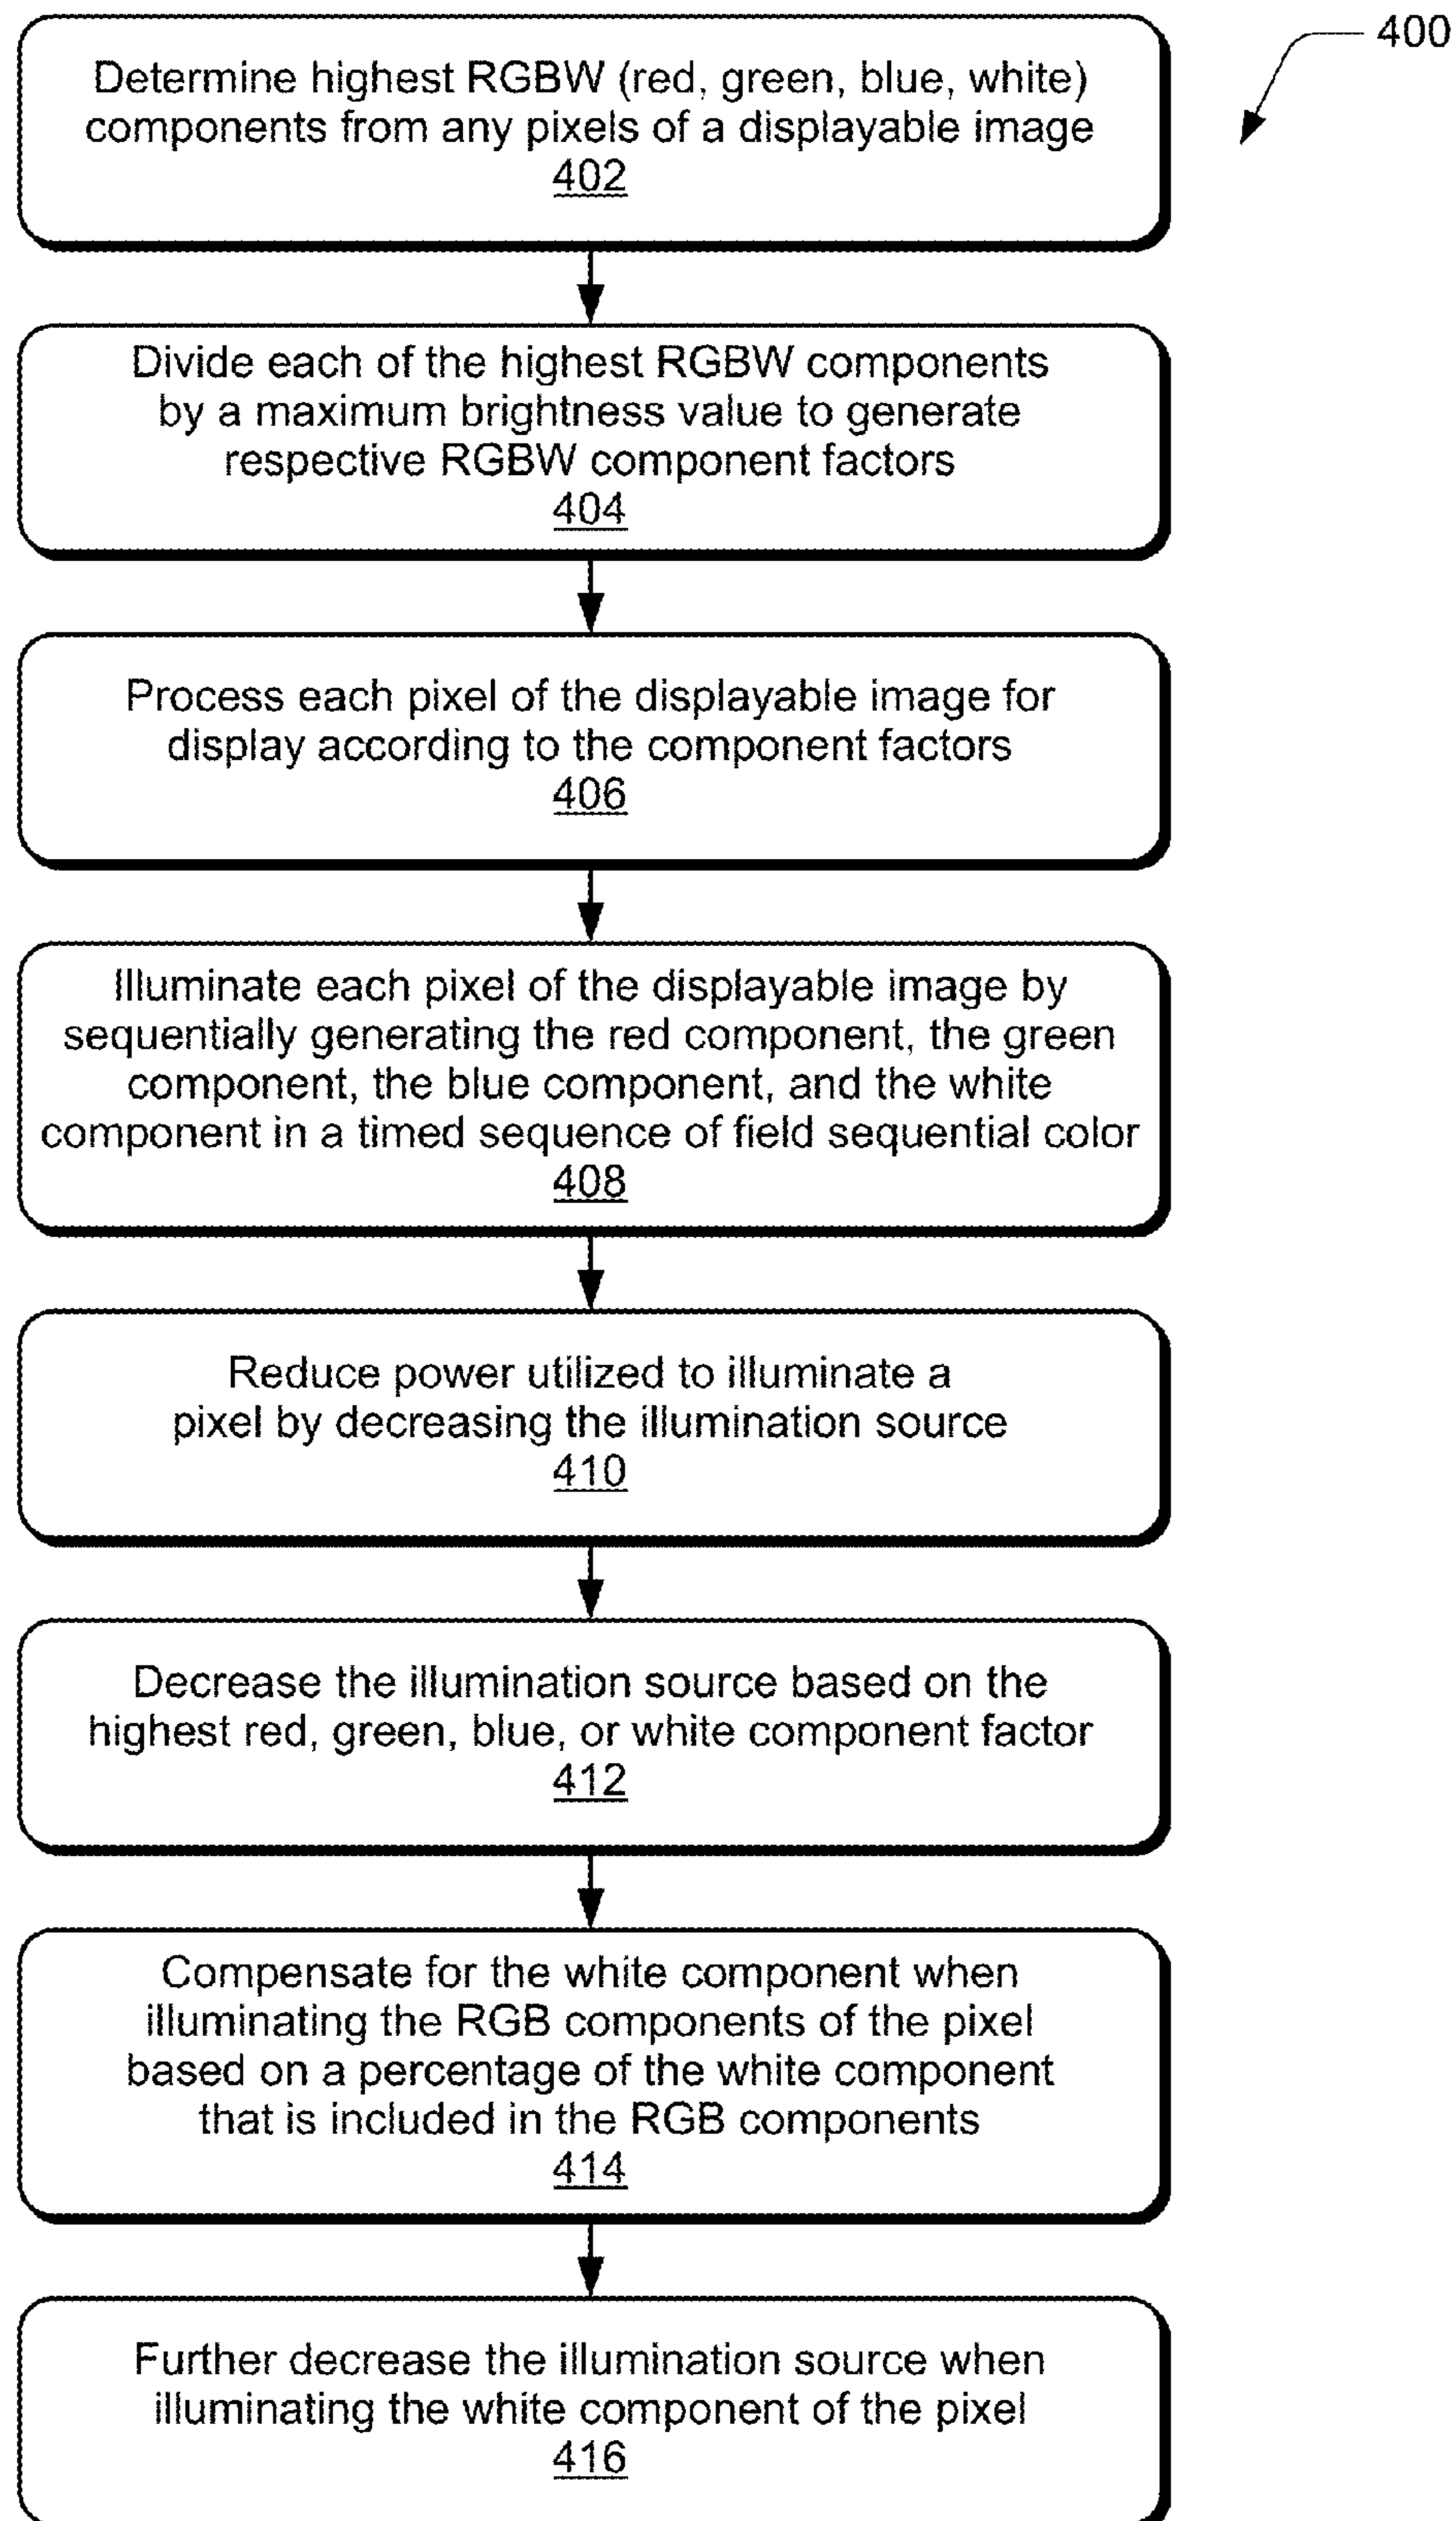 400
Determine highest RGBW (red, green, blue, white)
components from any pixels of a displayable image
402
Divide each of the highest RGBW components
by a maximum brightness value to generate
respective RGBW component factors
404
Process each pixel of the displayable image for
display according to the component factors
406
Illuminate each pixel of the displayable image by
sequentially generating the red component, the green
component, the blue component, and the white
component in a timed sequence of field sequential color
408
Reduce power utilized to illuminate a
pixel by decreasing the illumination source
410
Decrease the illumination source based on the
highest red, green, blue, or white component factor
412
Compensate for the white component when
illuminating the RGB components of the pixel
based on a percentage of the white component
that is included in the RGB components
414
Further decrease the illumination source when
illuminating the white component of the pixel
416